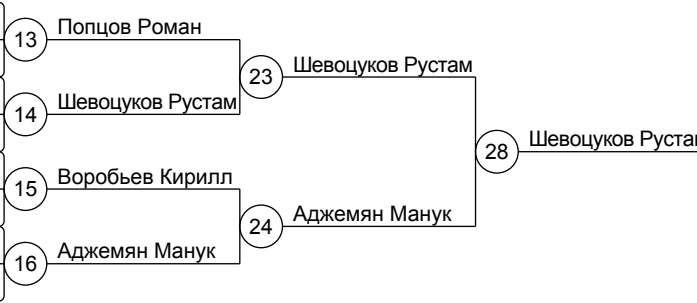 13 Попцов Роман
23 Шевоцуков Рустам
14 Шевоцуков Рустам
28 Шевоцуков
15 Воробьев Кирилл
24 Аджемян Манук
16 Аджемян Манук